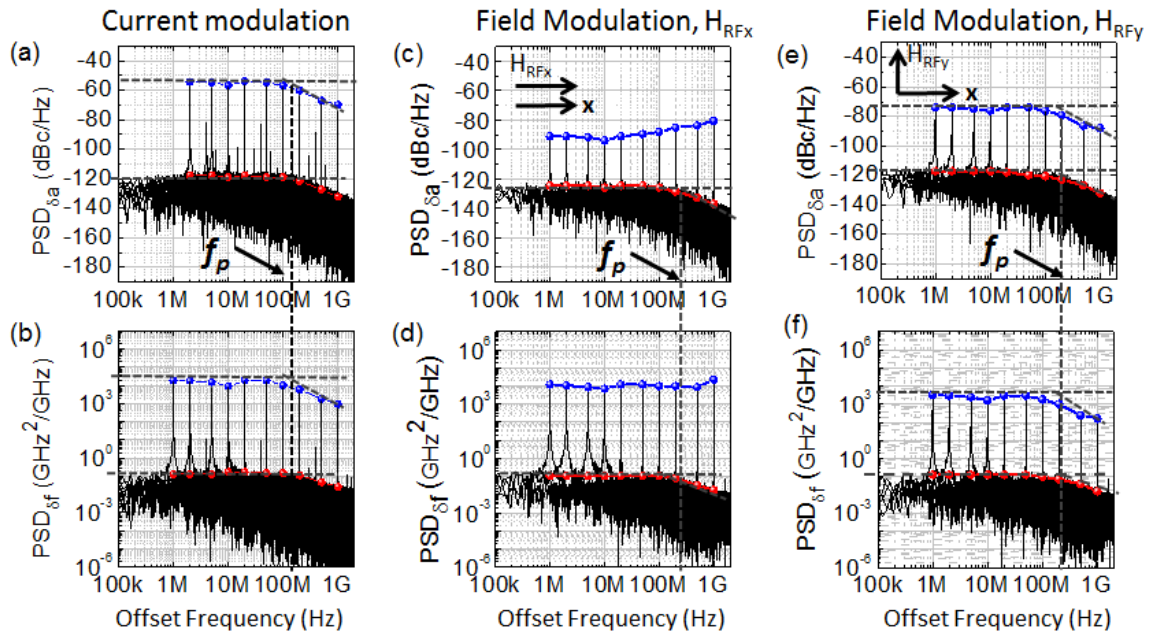 Current modulation
Field Modulation, H_RFx
Field Modulation, H_RFy
(a)
-40
-60
-80
-100
-120
-140
-160
-180
PSD_δa (dBc/Hz)
f_p
100k 1M 10M 100M 1G
(c)
-40
-60
-80
-100
-120
-140
-160
-180
PSD_δa (dBc/Hz)
H_RFx
x
f_p
100k 1M 10M 100M 1G
(e)
-40
-60
-80
-100
-120
-140
-160
-180
PSD_δa (dBc/Hz)
H_RFy
x
f_p
100k 1M 10M 100M 1G
(b)
10^6
10^3
10^0
10^-3
10^-6
PSD_δf (GHz^2/GHz)
100k 1M 10M 100M 1G
Offset Frequency (Hz)
(d)
10^6
10^3
10^0
10^-3
10^-6
PSD_δf (GHz^2/GHz)
100k 1M 10M 100M 1G
Offset Frequency (Hz)
(f)
10^6
10^3
10^0
10^-3
10^-6
PSD_δf (GHz^2/GHz)
100k 1M 10M 100M 1G
Offset Frequency (Hz)